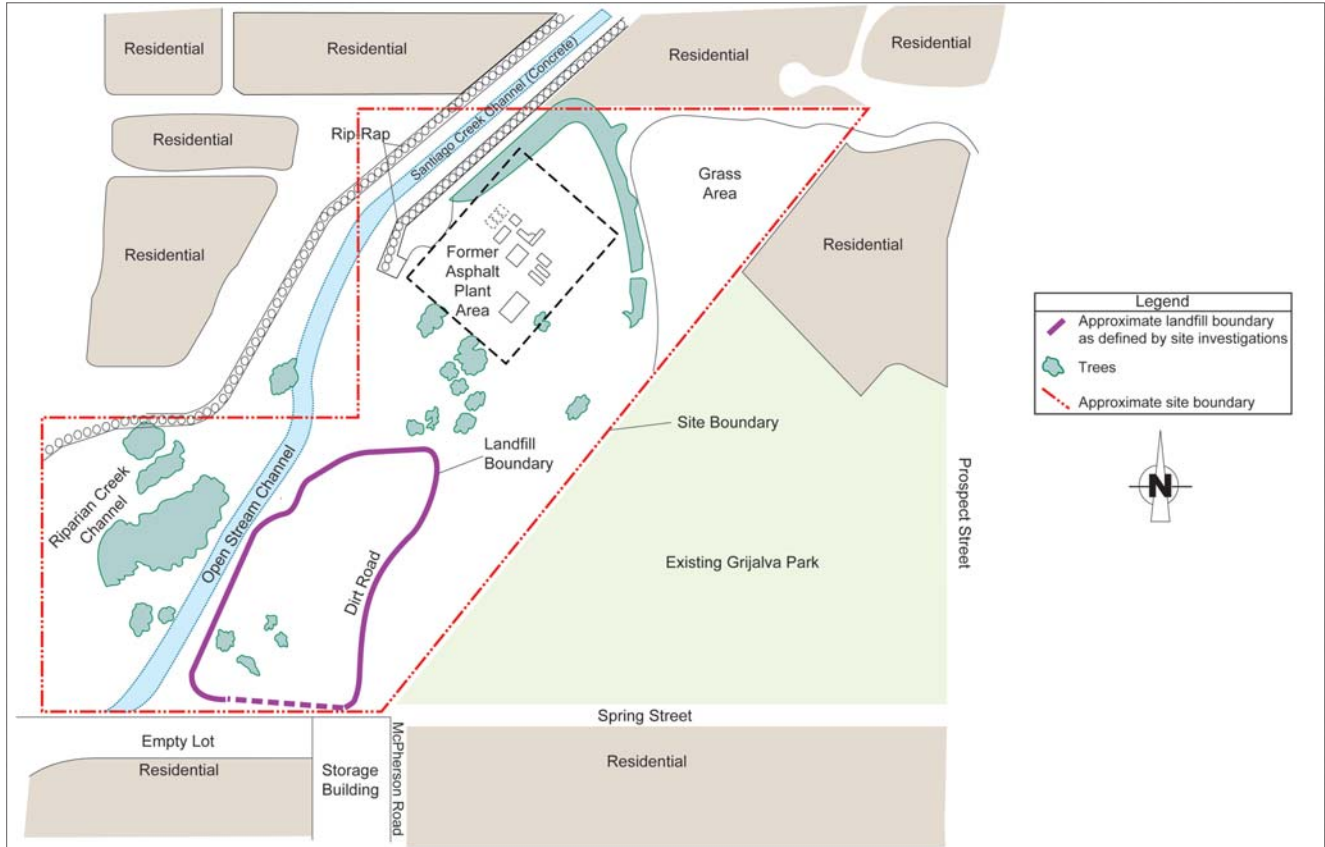 Residential
Residential
Residential
Residential
Residential
Rip-Rap
Santiago Creek Channel (Concrete)
Grass
Area
Residential
Residential
Former
Asphalt
Plant
Area
Legend
Approximate landfill boundary
as defined by site investigations
Trees
Approximate site boundary
N
Site Boundary
Landfill
Boundary
Riparian Creek
Channel
Open Stream Channel
Dirt Road
Existing Grijalva Park
Prospect Street
Spring Street
Empty Lot
Residential
Storage
Building
McPherson Road
Residential